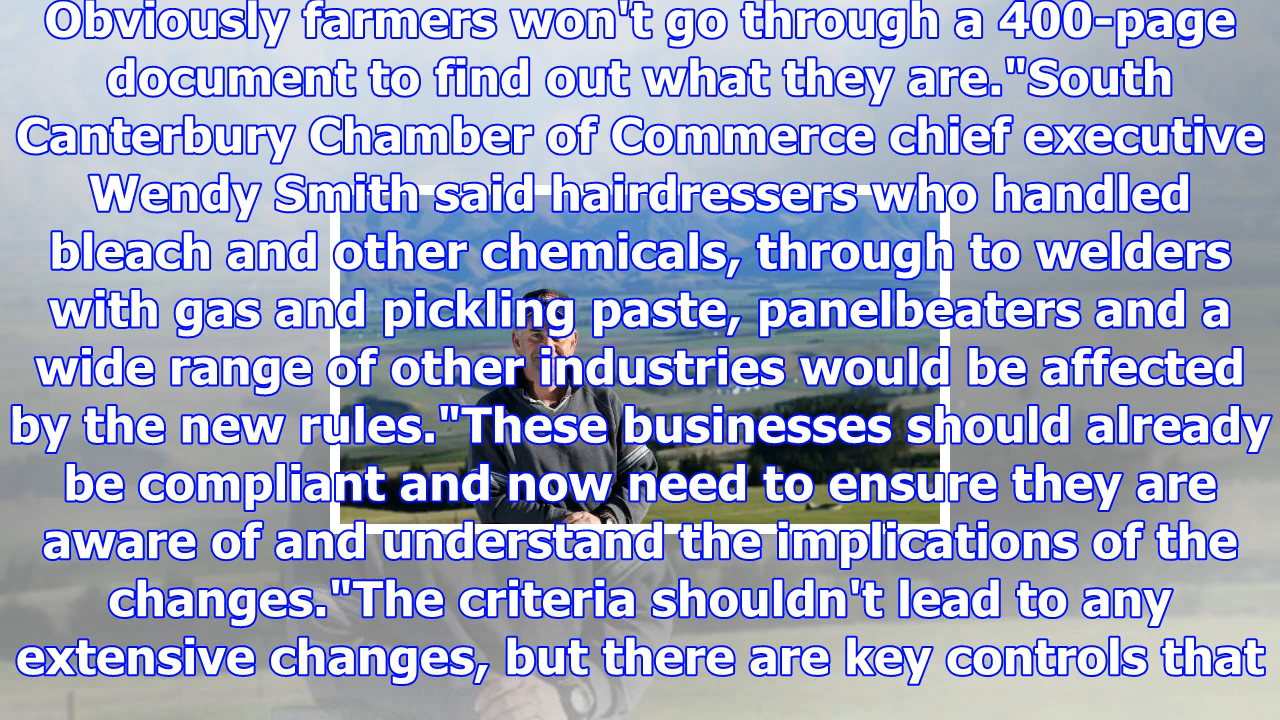 Obviously farmers won't go through a 400-page
document to find out what they are."South
Canterbury Chamber of Commerce chief executive
Wendy Smith said hairdressers who handled
bleach and other chemicals, through to welders
with gas and pickling paste, panelbeaters and a
wide range of other industries would be affected
by the new rules."These businesses should already
be compliant and now need to ensure they are
aware of and understand the implications of the
changes."The criteria shouldn't lead to any
extensive changes, but there are key controls that